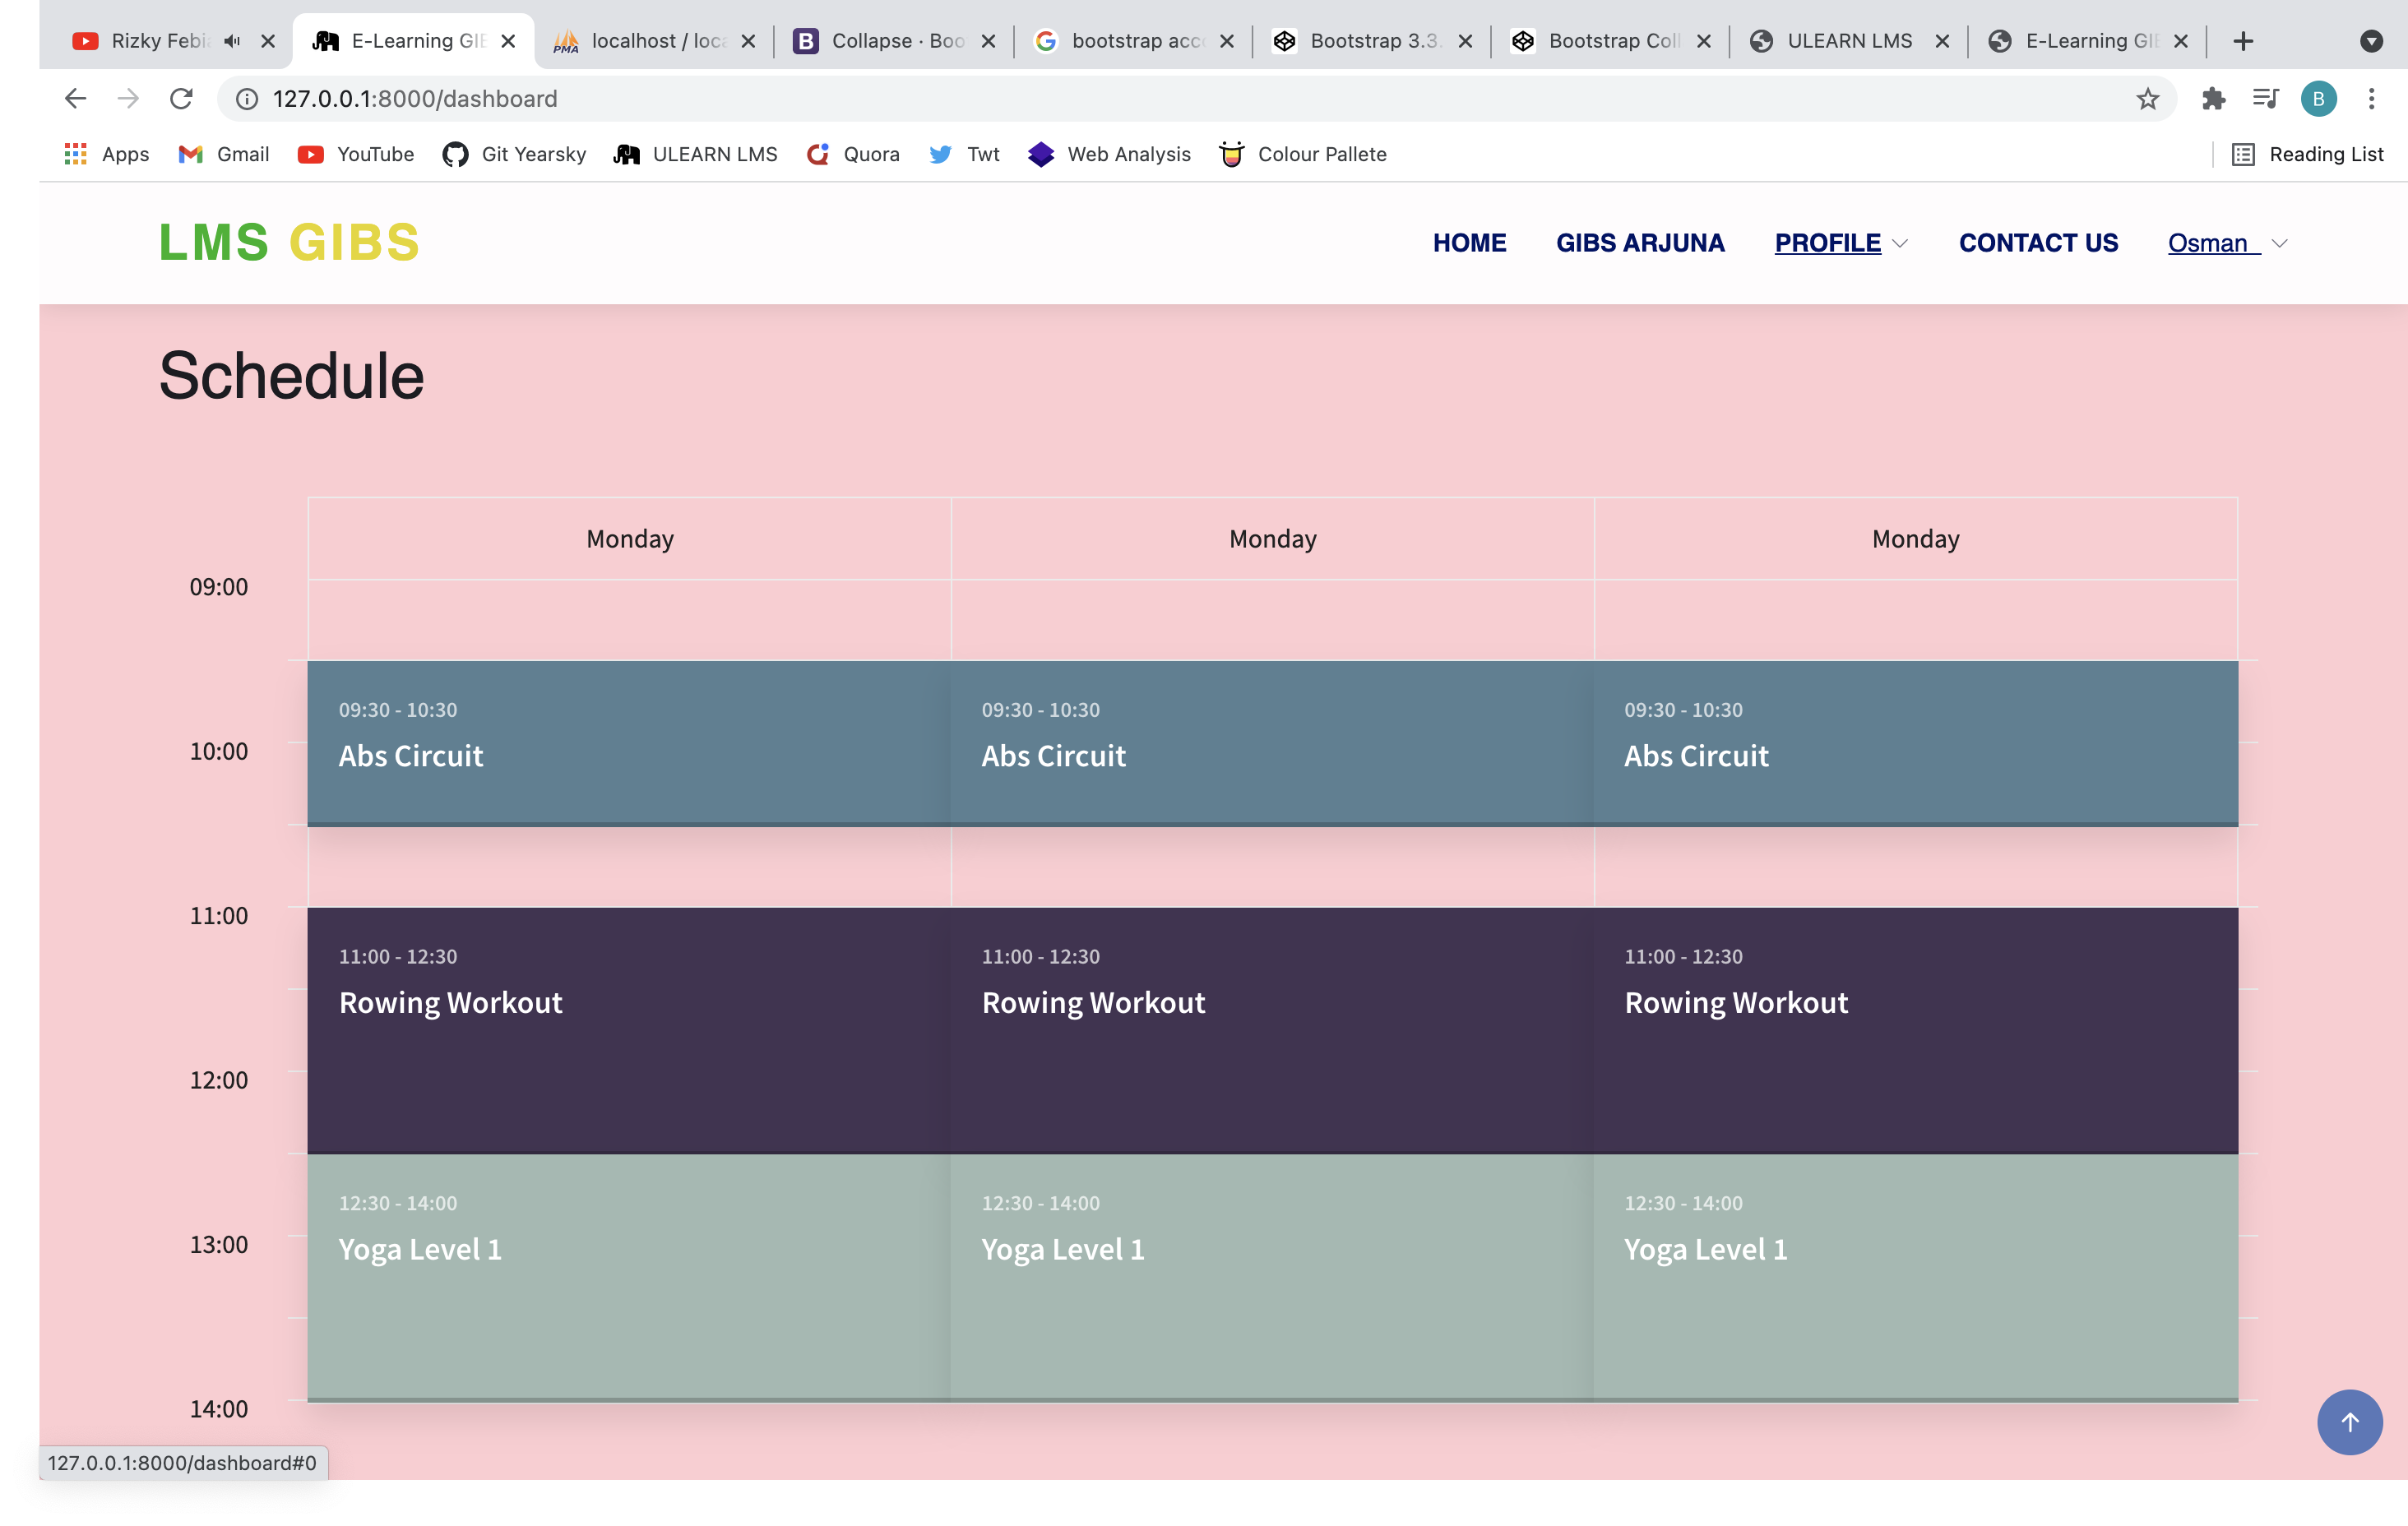 Rizky Febi
E-Learning GIB
localhost / loca
Collapse · Boo
bootstrap acc
Bootstrap 3.3.
Bootstrap Coll
ULEARN LMS
E-Learning GIB
127.0.0.1:8000/dashboard
B
Apps
Gmail
YouTube
Git Yearsky
ULEARN LMS
Quora
Twt
Web Analysis
Colour Pallete
Reading List
LMS GIBS
HOME
GIBS ARJUNA
PROFILE
CONTACT US
Osman
Schedule
Monday
Monday
Monday
09:00
09:30 - 10:30
09:30 - 10:30
09:30 - 10:30
10:00
Abs Circuit
Abs Circuit
Abs Circuit
11:00
11:00 - 12:30
11:00 - 12:30
11:00 - 12:30
Rowing Workout
Rowing Workout
Rowing Workout
12:00
12:30 - 14:00
12:30 - 14:00
12:30 - 14:00
13:00
Yoga Level 1
Yoga Level 1
Yoga Level 1
14:00
127.0.0.1:8000/dashboard#0